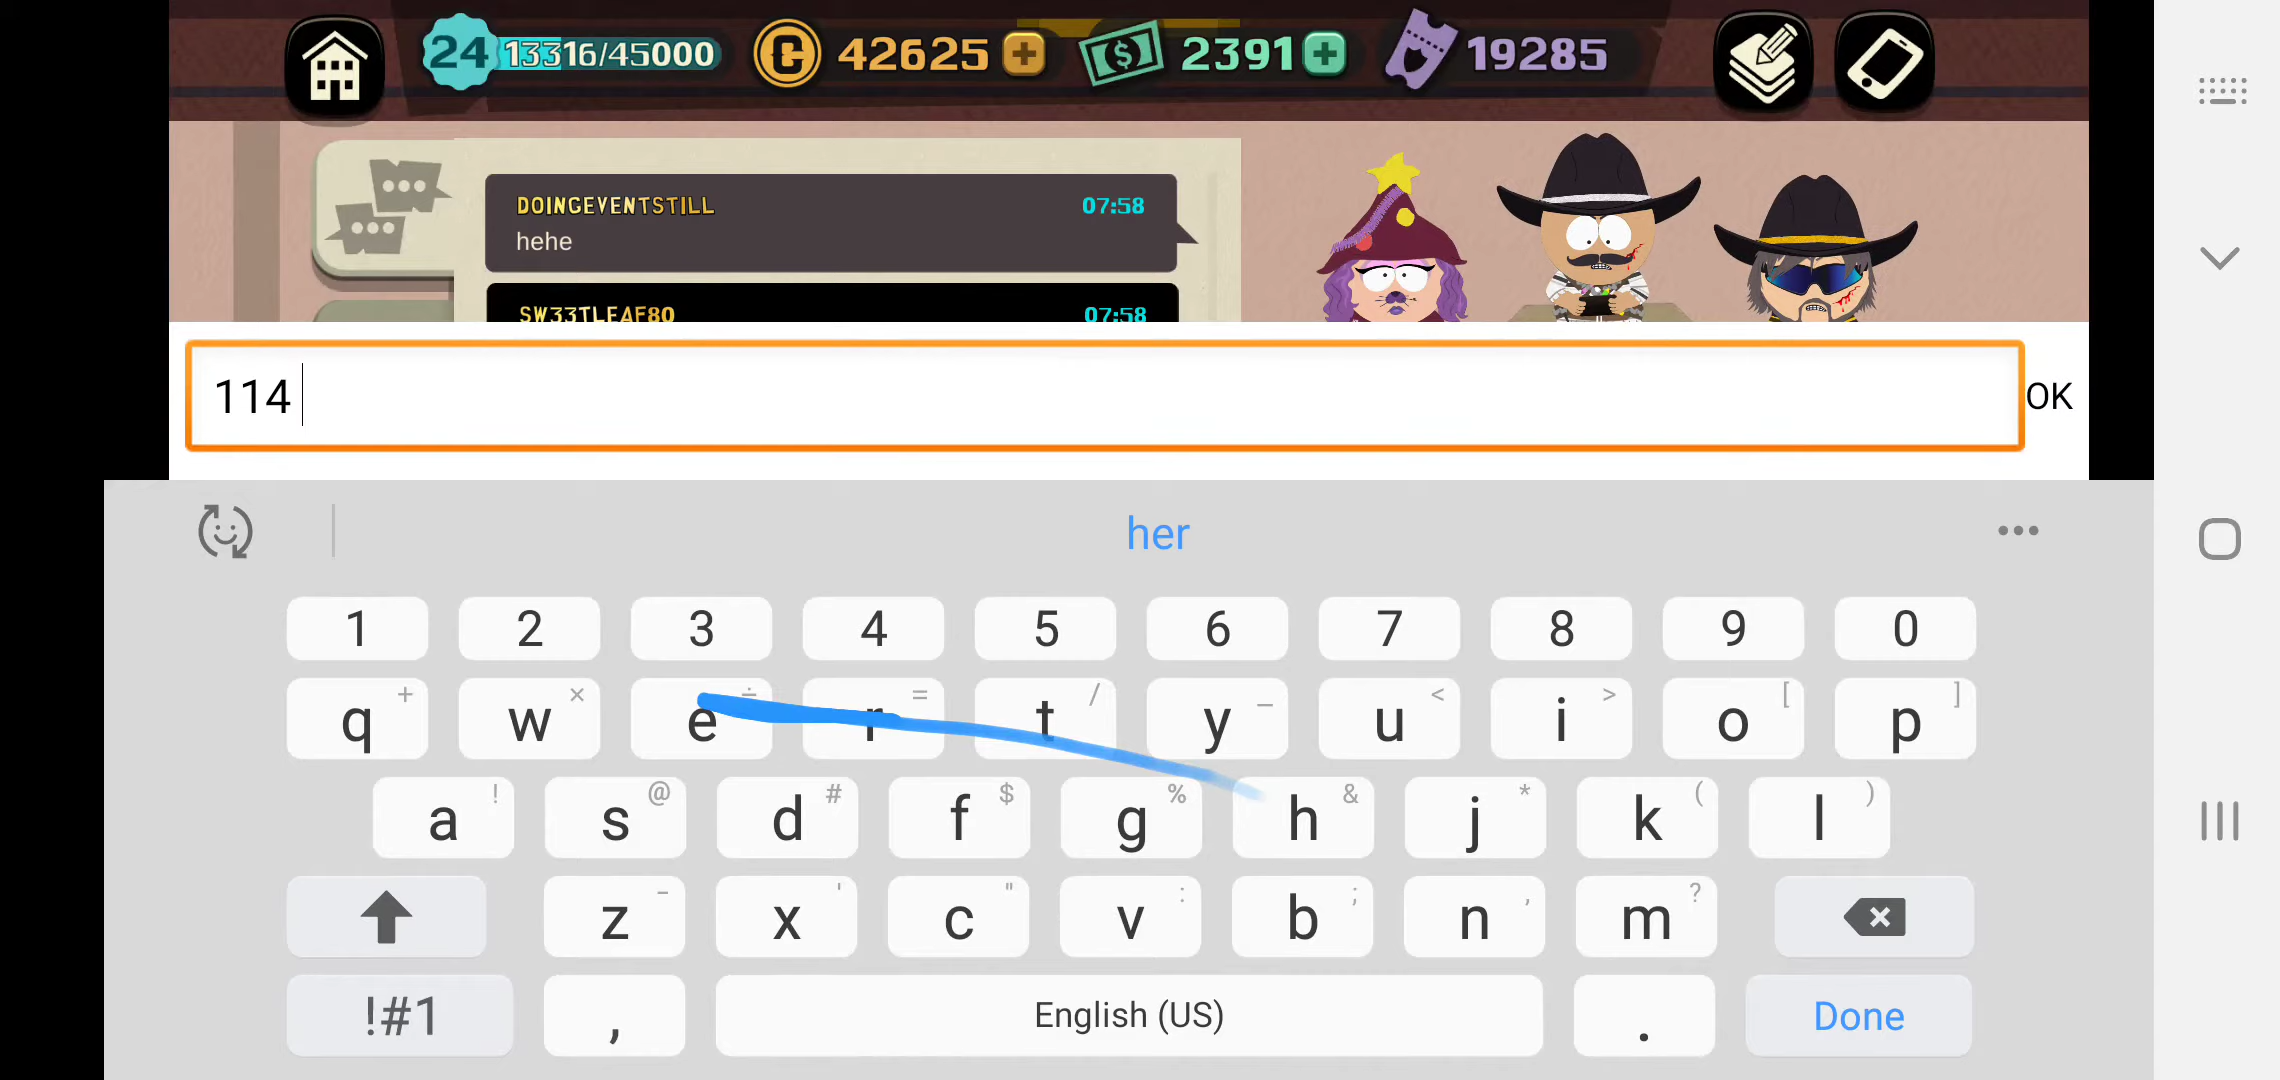 24 13316/45000 42625 + $ 2391 + 19285
DOINGEVENTSTILL 07:58
hehe
SW33TLEAF80 07:58
114 OK
her
1 2 3 4 5 6 7 8 9 0
q + w × e ÷ r = t / y _ u < i > o [ p ]
a ! s @ d # f $ g % h & j * k ( l )
z - x ' c " v : b ; n , m ?
!#1 , English (US) . Done